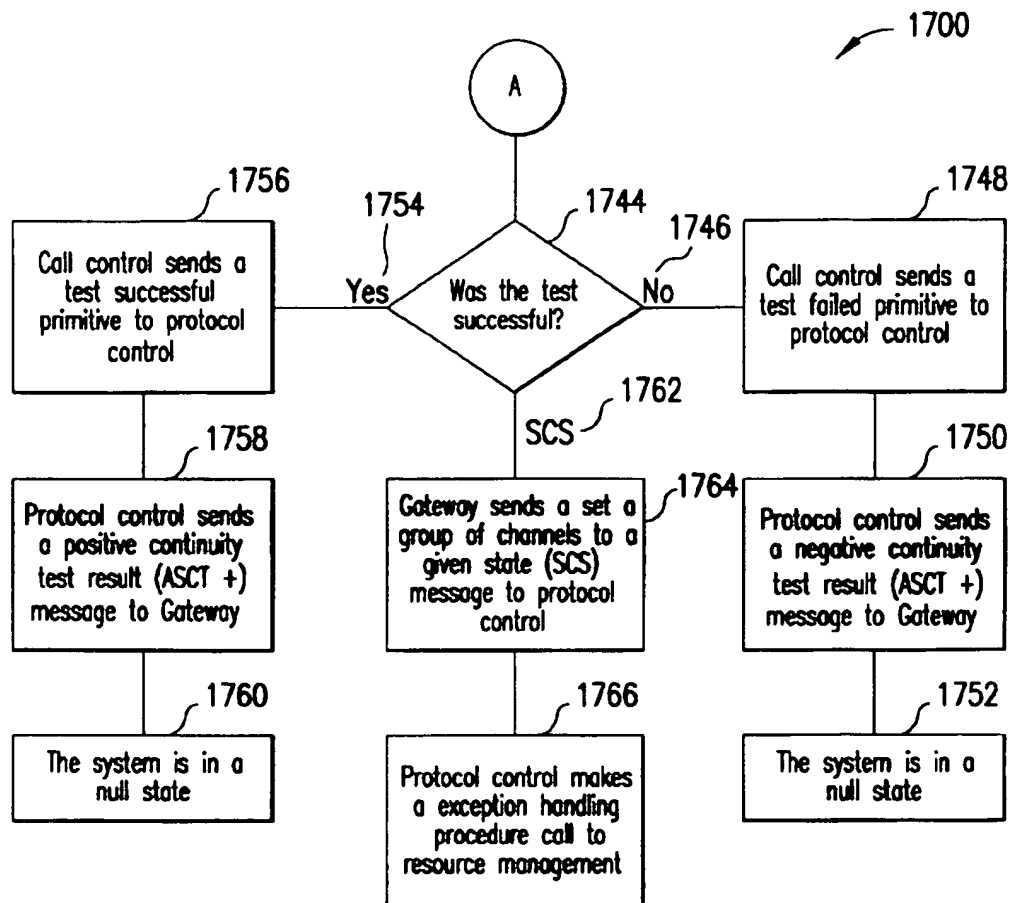 1700
A
1756
1754
1744
1746
1748
Call control sends a
test successful
primitive to protocol
control
Yes
Was the test
successful?
No
Call control sends a
test failed primitive to
protocol control
1762
SCS
1758
Protocol control sends
a positive continuity
test result (ASCT +)
message to Gateway
1764
Gateway sends a set a
group of channels to a
given state (SCS)
message to protocol
control
1750
Protocol control sends
a negative continuity
test result (ASCT +)
message to Gateway
1760
The system is in a
null state
1766
Protocol control makes
a exception handling
procedure call to
resource management
1752
The system is in a
null state